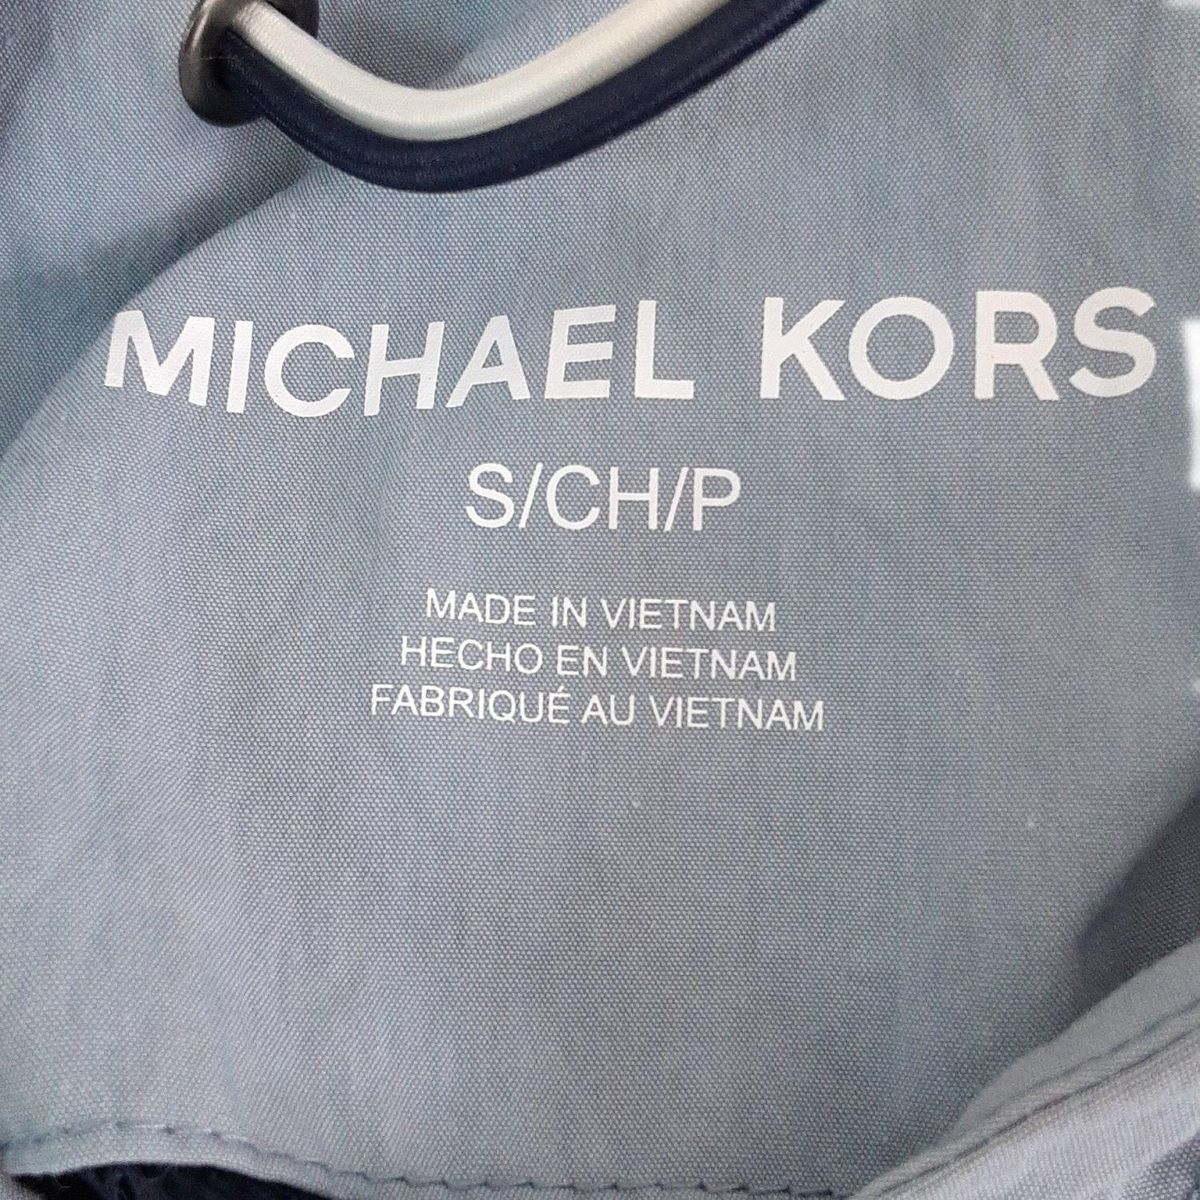 MICHAEL KORS
S/CH/P
MADE IN VIETNAM
HECHO EN VIETNAM
FABRIQUÉ AU VIETNAM